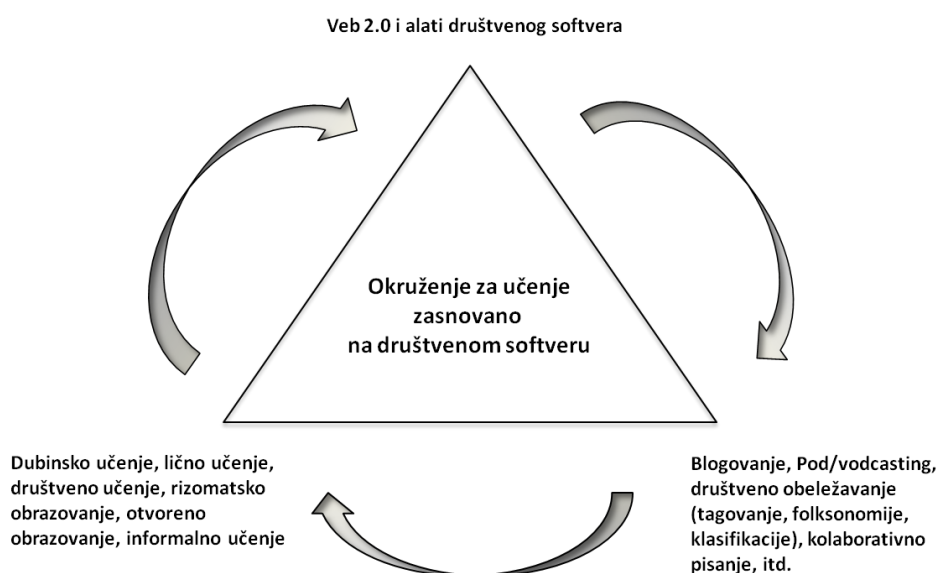 Veb 2.0 i alati društvenog softvera
Okruženje za učenje
zasnovano
na društvenom softveru
Dubinsko učenje, lično učenje,
društveno učenje, rizomatsko
obrazovanje, otvoreno
obrazovanje, informalno učenje
Blogovanje, Pod/vodcasting,
društveno obeležavanje
(tagovanje, folksonomije,
klasifikacije), kolaborativno
pisanje, itd.